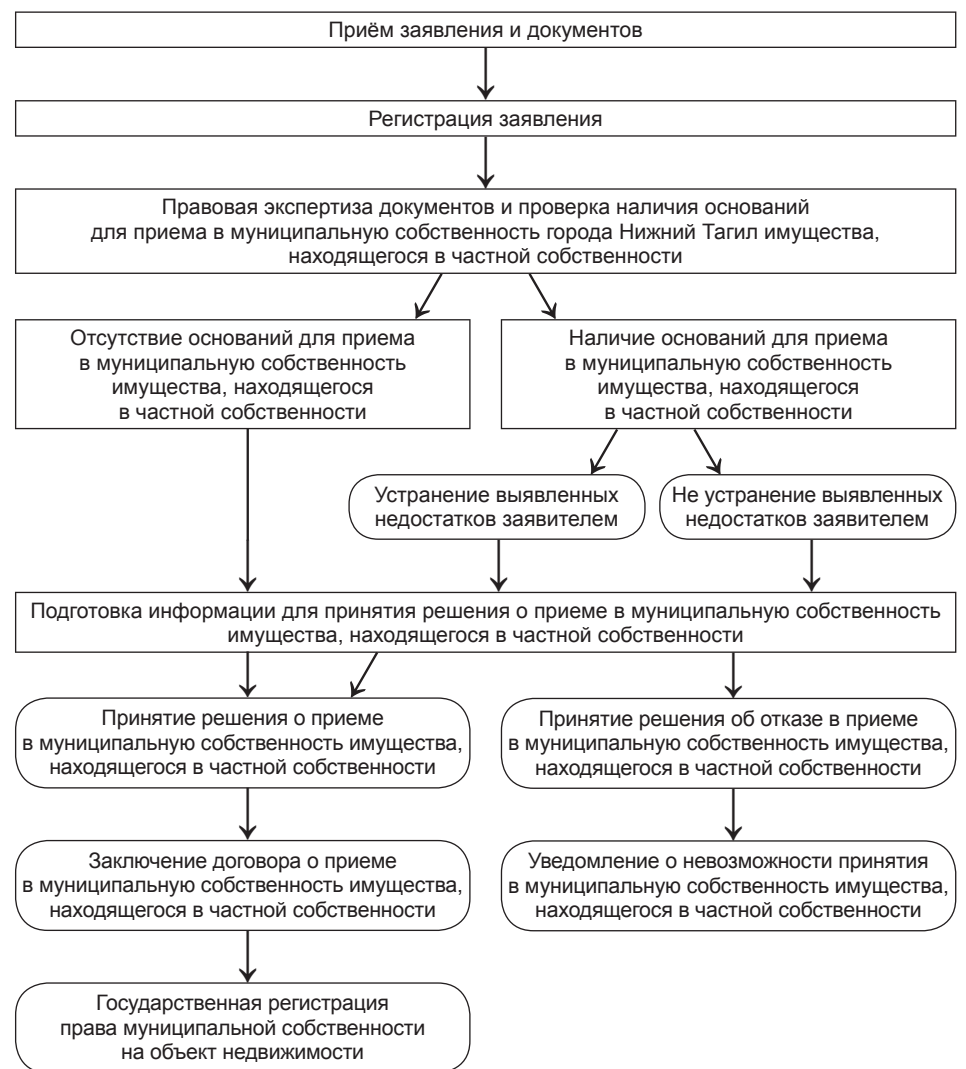 Приём заявления и документов
Регистрация заявления
Правовая экспертиза документов и проверка наличия оснований
для приема в муниципальную собственность города Нижний Тагил имущества,
находящегося в частной собственности
Отсутствие оснований для приема
в муниципальную собственность
имущества, находящегося
в частной собственности
Наличие оснований для приема
в муниципальную собственность
имущества, находящегося
в частной собственности
Устранение выявленных
недостатков заявителем
Не устранение выявленных
недостатков заявителем
Подготовка информации для принятия решения о приеме в муниципальную собственность
имущества, находящегося в частной собственности
Принятие решения о приеме
в муниципальную собственность имущества,
находящегося в частной собственности
Принятие решения об отказе в приеме
в муниципальную собственность имущества,
находящегося в частной собственности
Заключение договора о приеме
в муниципальную собственность имущества,
находящегося в частной собственности
Уведомление о невозможности принятия
в муниципальную собственность имущества,
находящегося в частной собственности
Государственная регистрация
права муниципальной собственности
на объект недвижимости